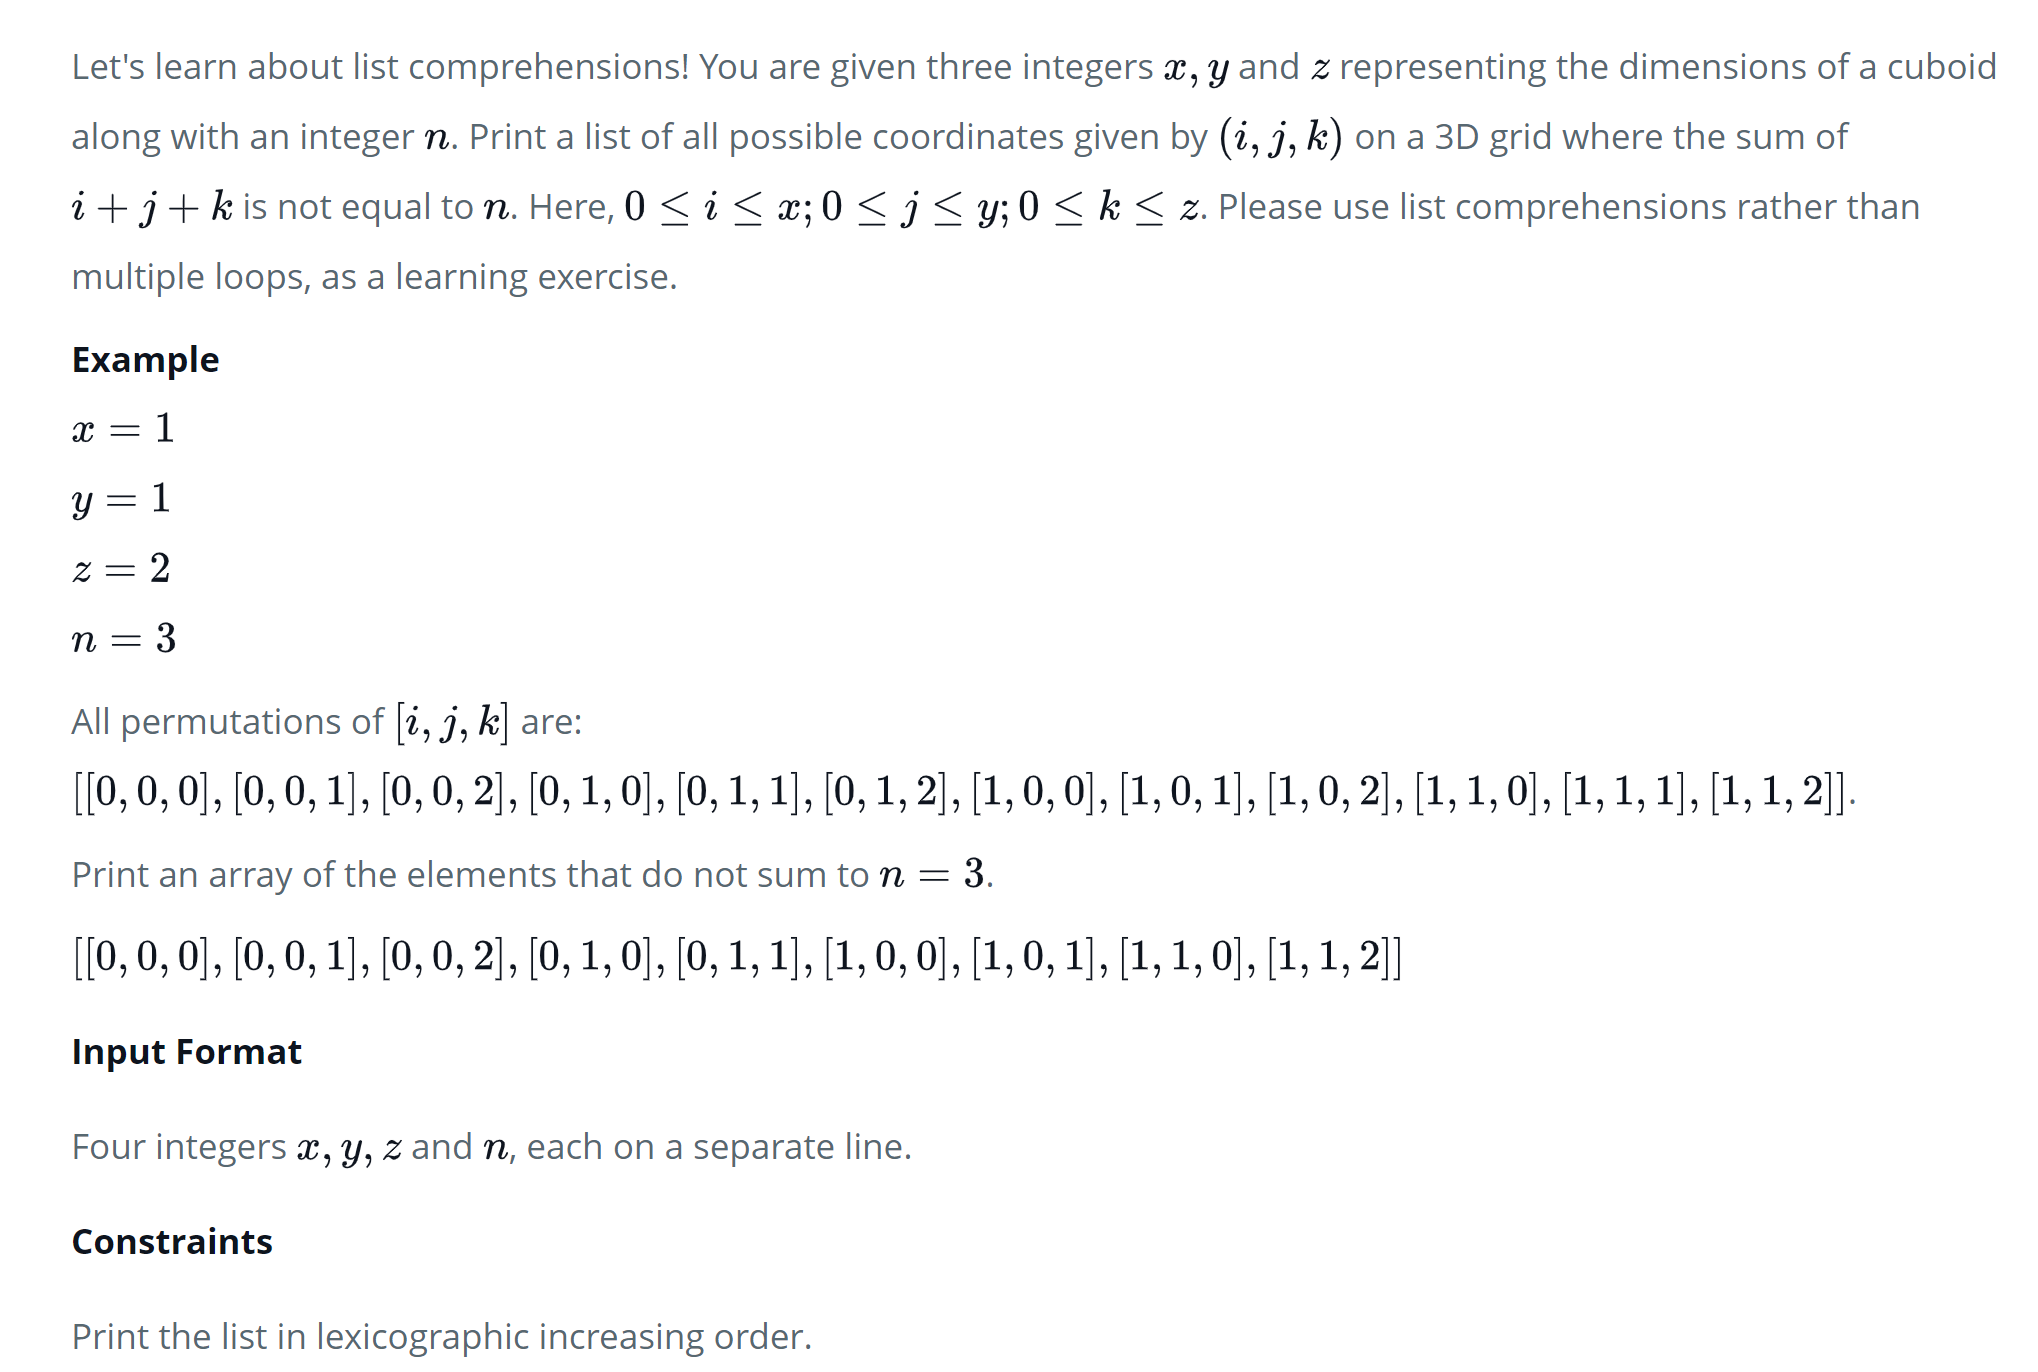 Let's learn about list comprehensions! You are given three integers x, y and z representing the dimensions of a cuboid
along with an integer n. Print a list of all possible coordinates given by (i, j, k) on a 3D grid where the sum of
i + j + k is not equal to n. Here, 0 ≤ i ≤ x; 0 ≤ j ≤ y; 0 ≤ k ≤ z. Please use list comprehensions rather than
multiple loops, as a learning exercise.
Example
x = 1
y = 1
z = 2
n = 3
All permutations of [i, j, k] are:
[[0, 0, 0], [0, 0, 1], [0, 0, 2], [0, 1, 0], [0, 1, 1], [0, 1, 2], [1, 0, 0], [1, 0, 1], [1, 0, 2], [1, 1, 0], [1, 1, 1], [1, 1, 2]].
Print an array of the elements that do not sum to n = 3.
[[0, 0, 0], [0, 0, 1], [0, 0, 2], [0, 1, 0], [0, 1, 1], [1, 0, 0], [1, 0, 1], [1, 1, 0], [1, 1, 2]]
Input Format
Four integers x, y, z and n, each on a separate line.
Constraints
Print the list in lexicographic increasing order.